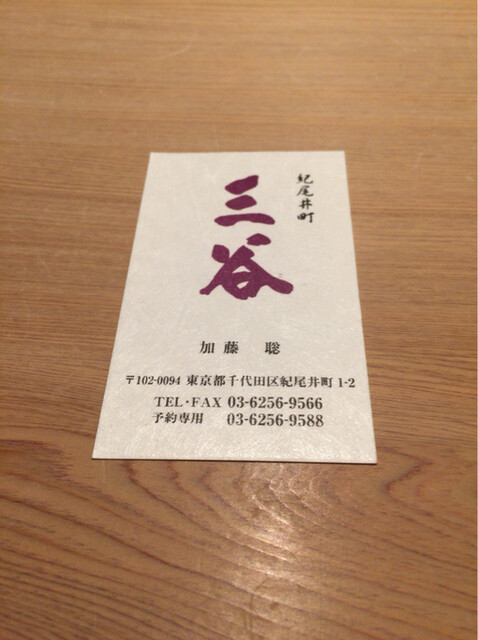 紀尾井町
三谷
加藤 聡
〒102-0094 東京都千代田区紀尾井町 1-2
TEL・FAX 03-6256-9566
予約専用 03-6256-9588